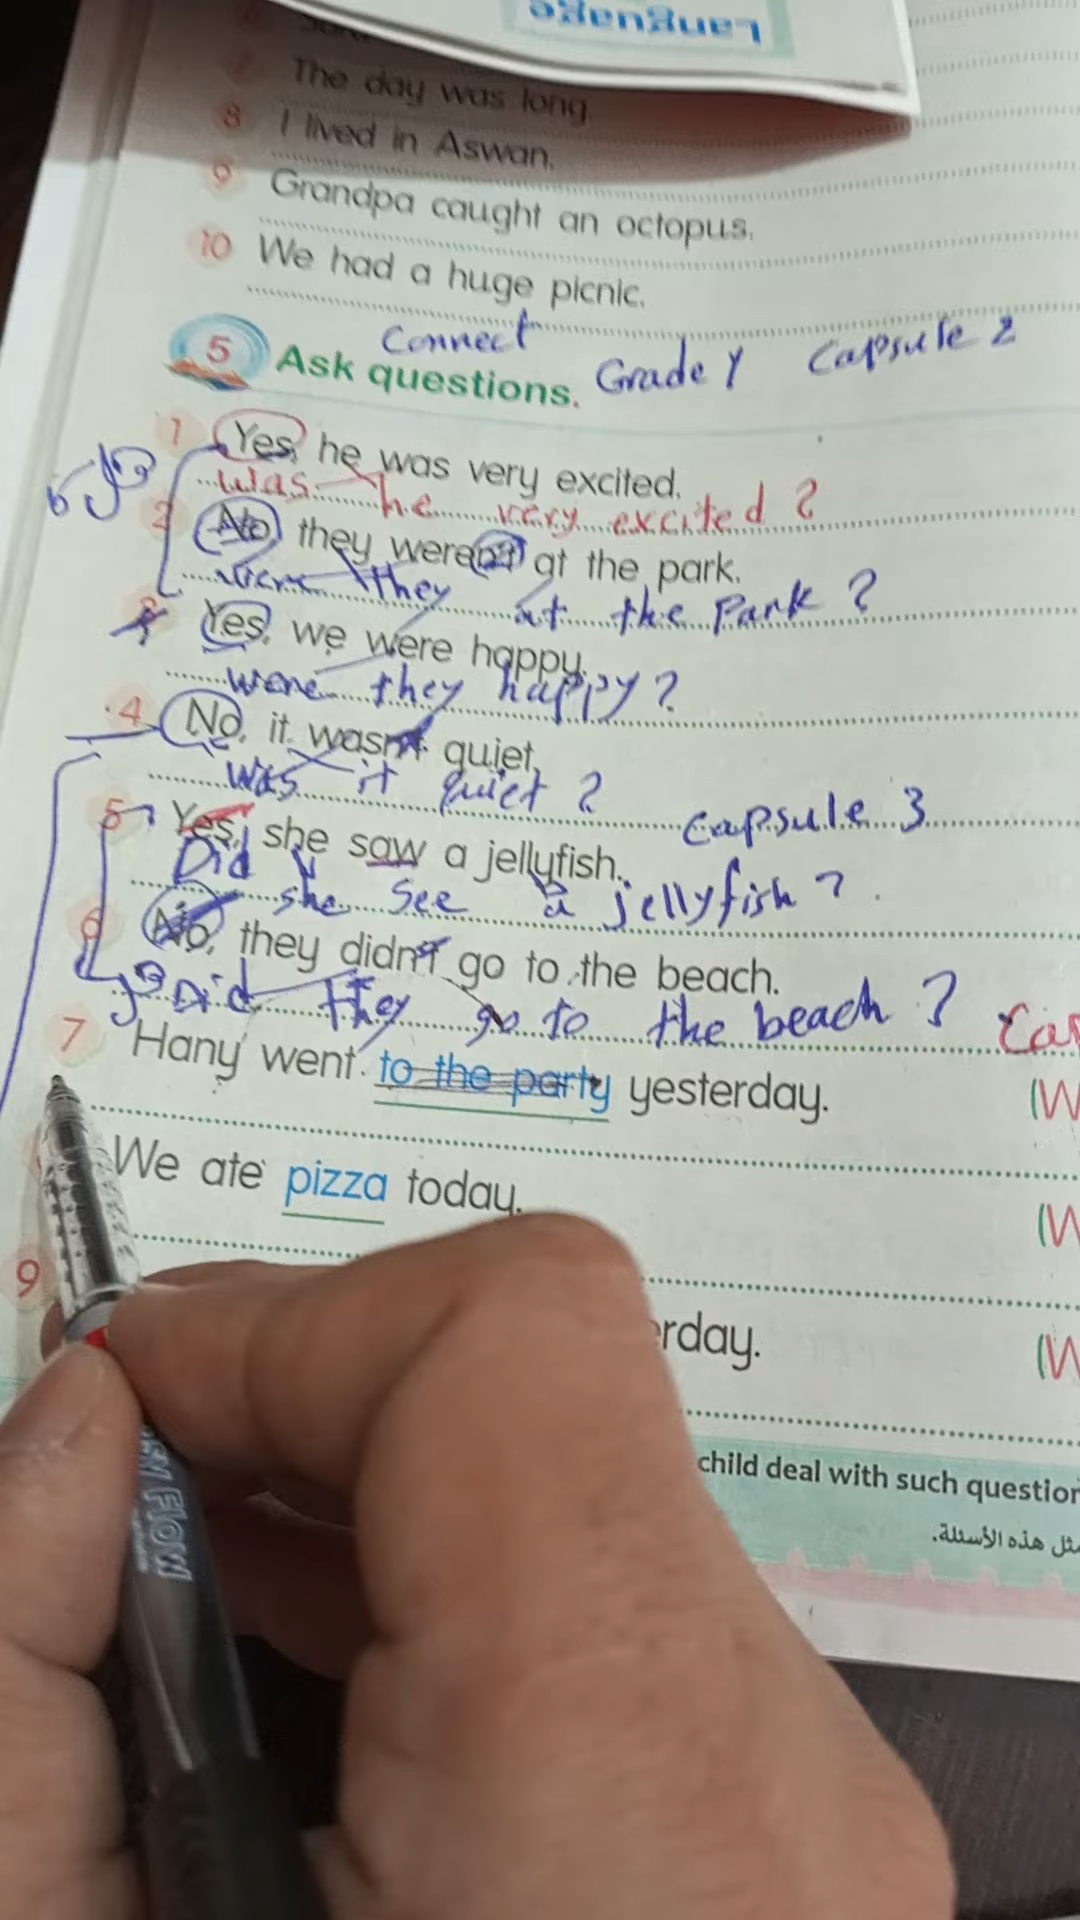 Language
7 The day was long.
8 I lived in Aswan.
9 Grandpa caught an octopus.
10 We had a huge picnic.
Connect Grade 4 Capsule 2
5 Ask questions.
1 Yes, he was very excited.
was he very excited ?
2 No, they weren't at the park.
were they at the Park ?
Yes, we were happy.
were they happy ?
4 No, it wasn't quiet.
was it quiet ? Capsule 3
5 Yes, she saw a jellyfish.
Did she see a jellyfish ?
6 No, they didn't go to the beach.
Did they go to the beach ?
7 Hany went to the party yesterday. (W
We ate pizza today. (W
9 (W
child deal with such
هذه الأسئلة.
FLOW